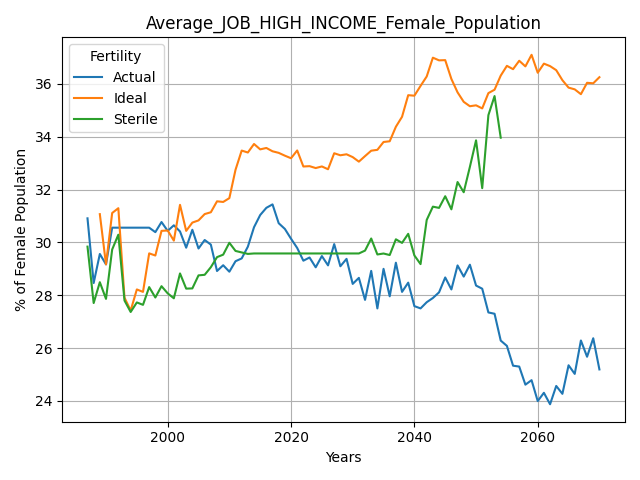 Average_JOB_HIGH_INCOME_Female_Population
Fertility
Actual
Ideal
Sterile
% of Female Population
36
34
32
30
28
26
24
2000 2020 2040 2060
Years